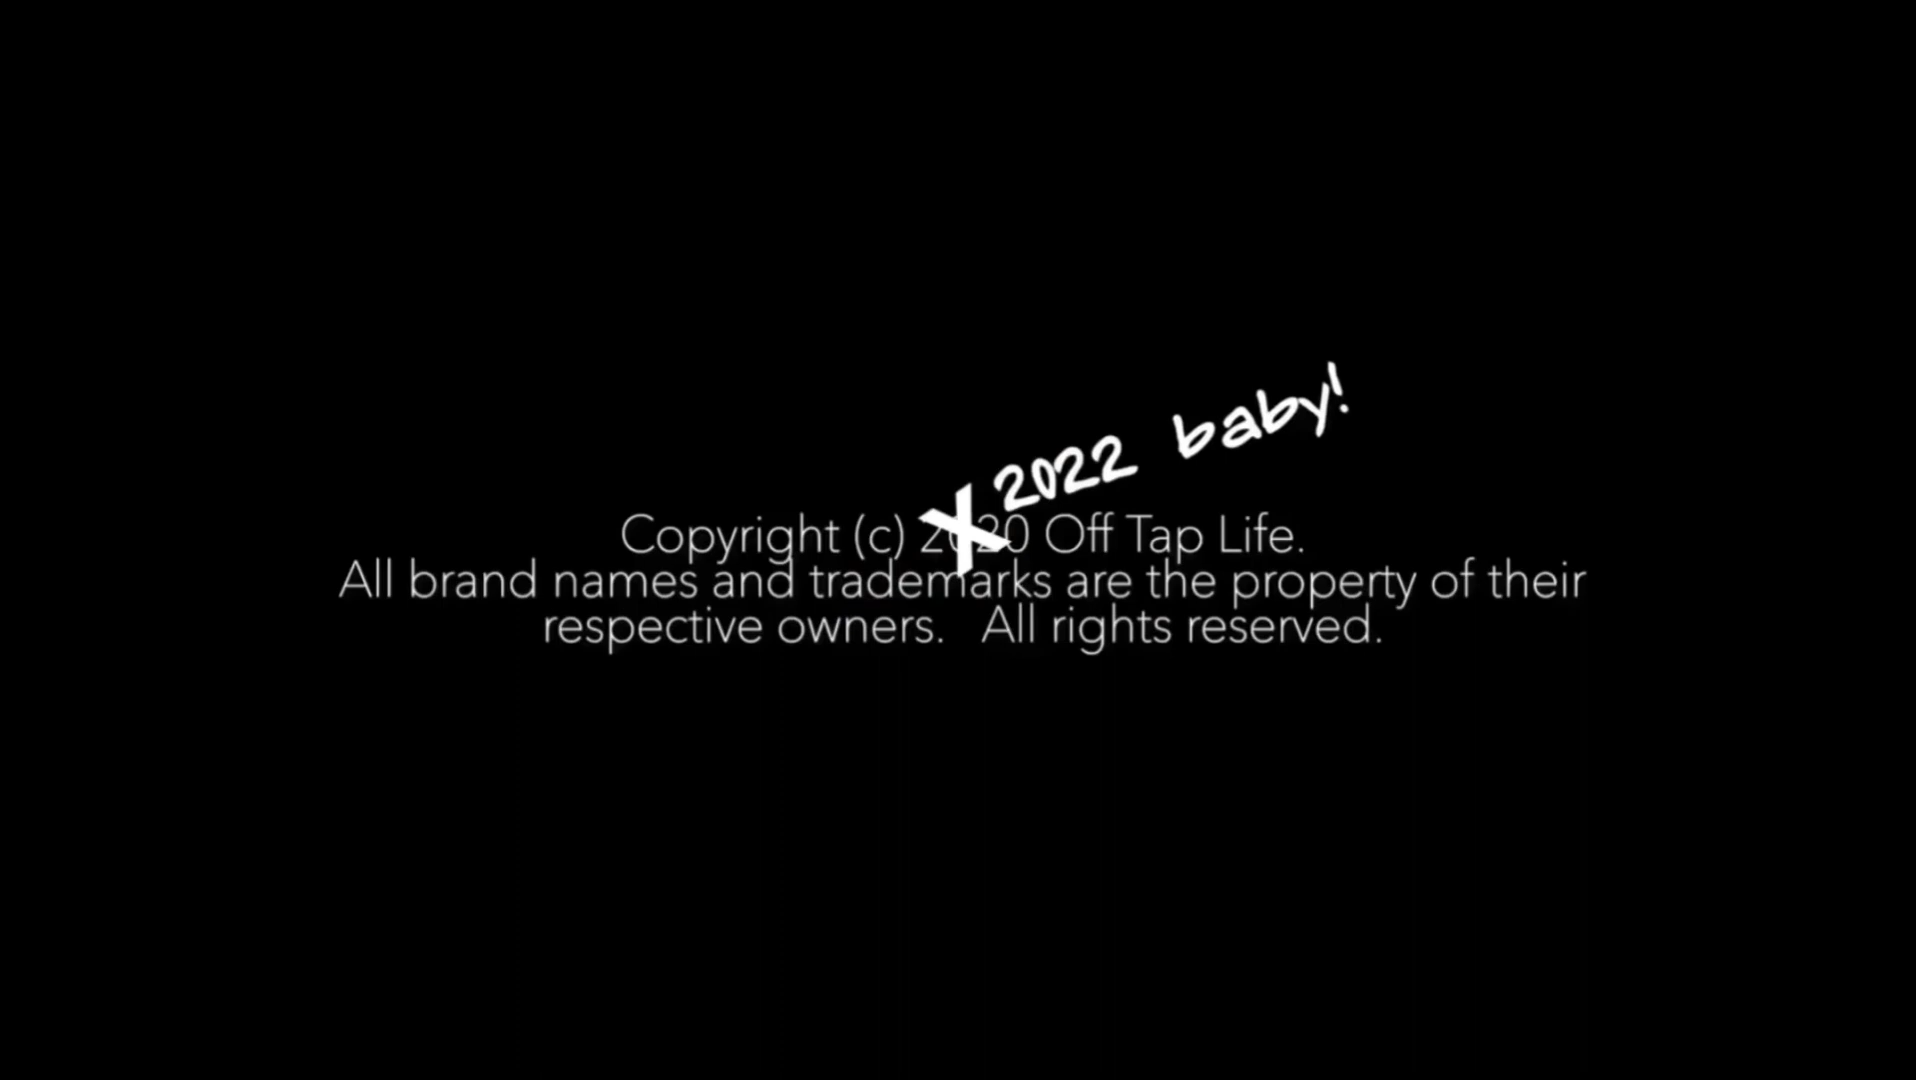 2022 baby!
X
Copyright (c) 2020 Off Tap Life.
All brand names and trademarks are the property of their
respective owners.   All rights reserved.